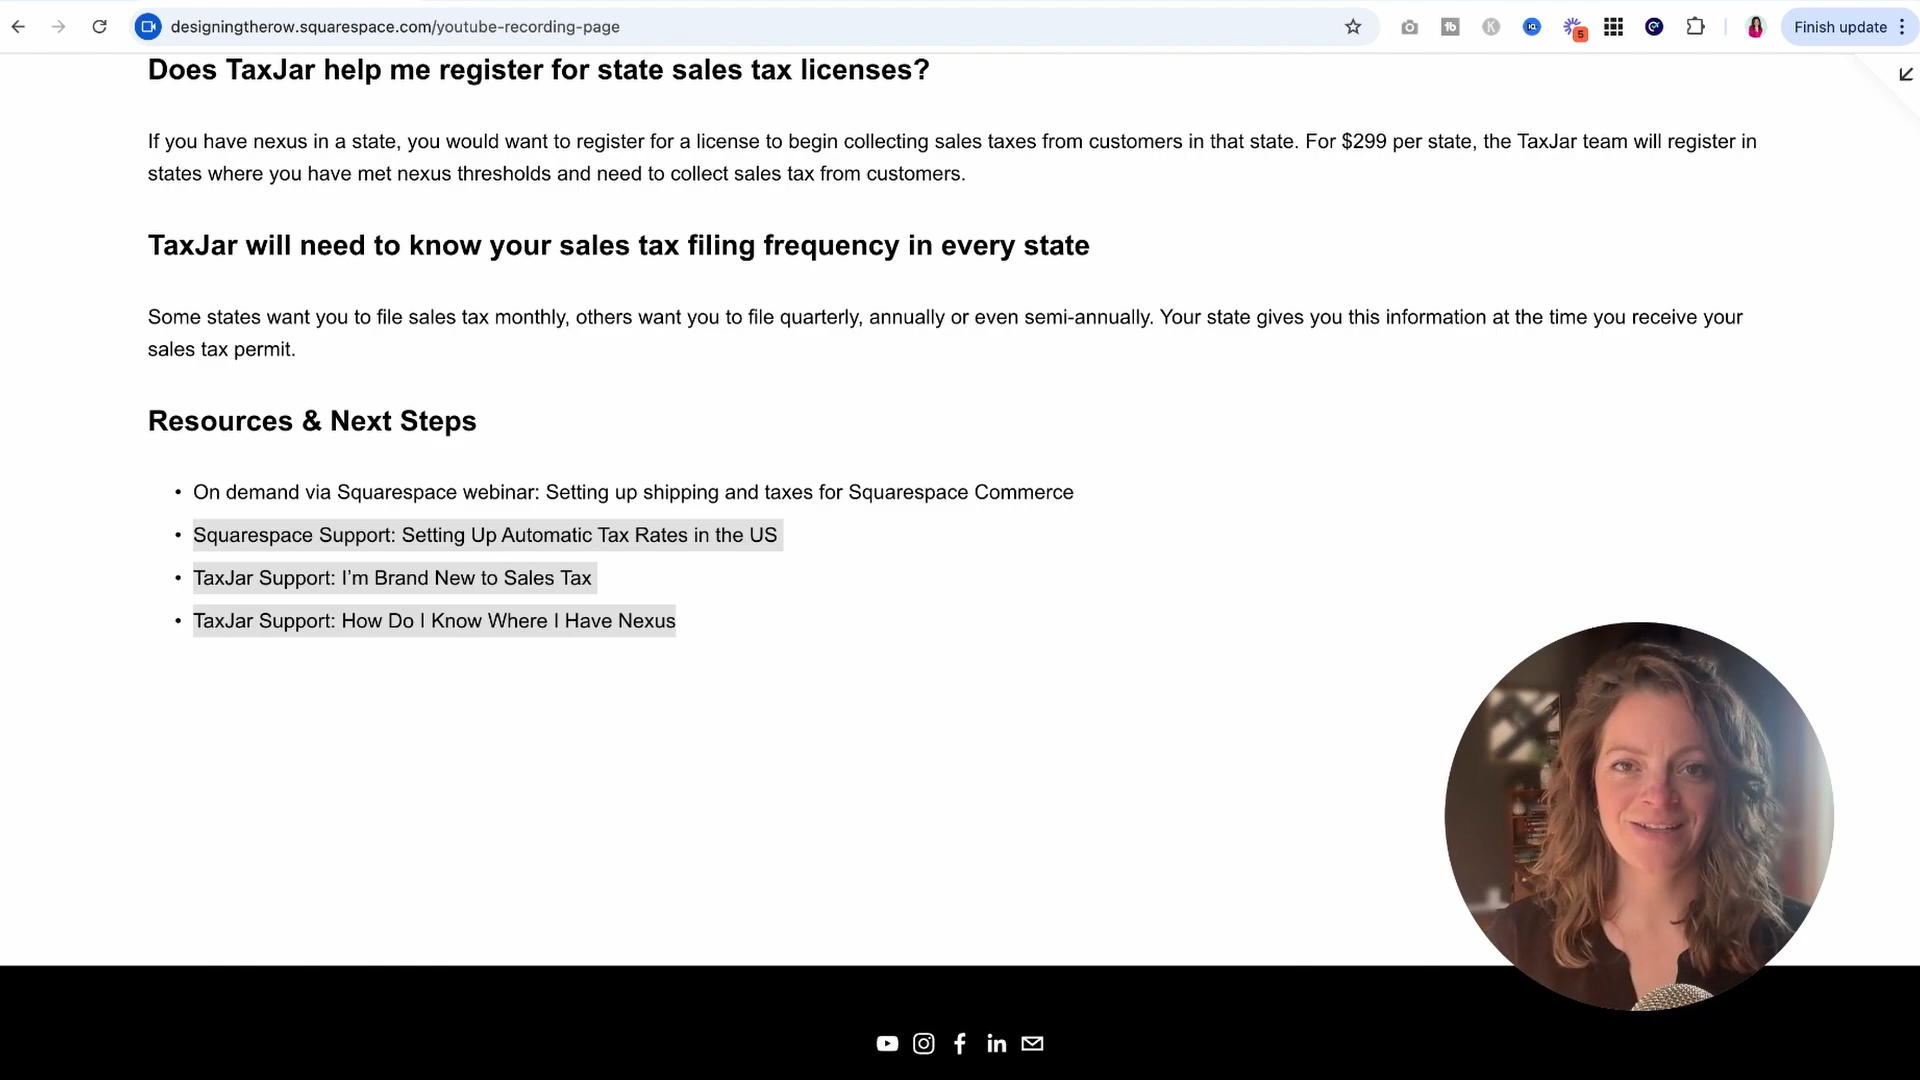 designingtherow.squarespace.com/youtube-recording-page
5
Finish update
Does TaxJar help me register for state sales tax licenses?
If you have nexus in a state, you would want to register for a license to begin collecting sales taxes from customers in that state. For $299 per state, the TaxJar team will register in
states where you have met nexus thresholds and need to collect sales tax from customers.
TaxJar will need to know your sales tax filing frequency in every state
Some states want you to file sales tax monthly, others want you to file quarterly, annually or even semi-annually. Your state gives you this information at the time you receive your
sales tax permit.
Resources & Next Steps
• On demand via Squarespace webinar: Setting up shipping and taxes for Squarespace Commerce
• Squarespace Support: Setting Up Automatic Tax Rates in the US
• TaxJar Support: I’m Brand New to Sales Tax
• TaxJar Support: How Do I Know Where I Have Nexus